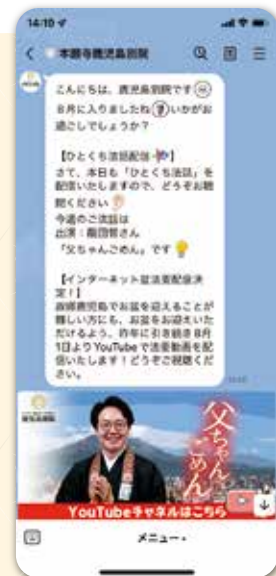 14:10
本願寺鹿児島別院
こんにちは、鹿児島別院です
8月に入りましたね いかがお
過ごしでしょうか？
【ひとくち法話配信】
さて、本日も「ひとくち法話」を
配信いたしますので、どうぞお聴
聞ください
今週のご法話は
「父ちゃんごめん」です
【インターネット盆法要配信決
定！】
故郷鹿児島でお盆を迎えることが
難しい方にも、お盆をお迎えいた
だけるよう、昨年に引き続き8月
1日よりYouTubeで法要動画を配
信いたします！どうぞご視聴くだ
さい。
父ちゃん
ごめん
YouTubeチャネルはこちら
メニュー